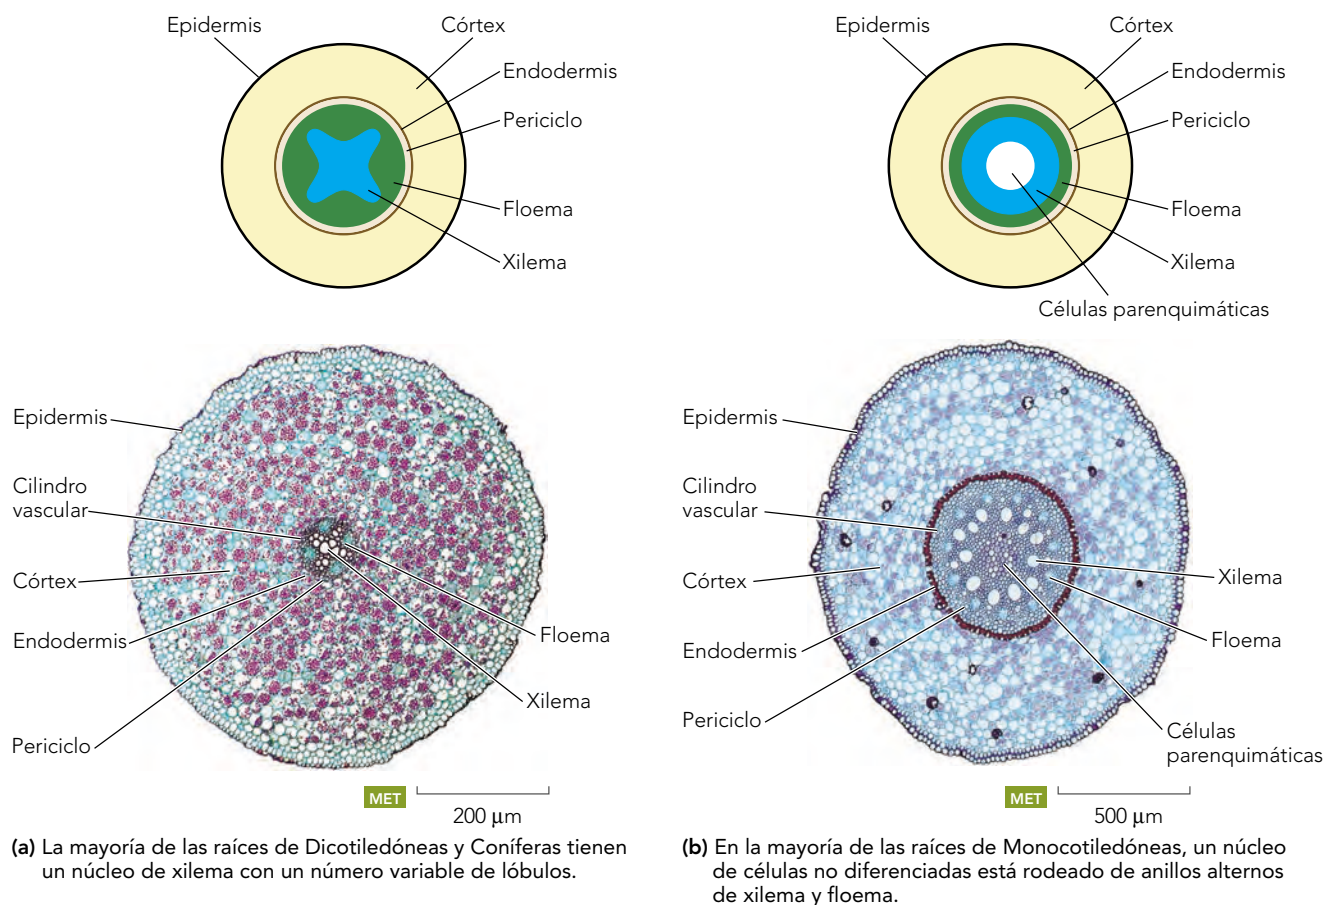 Epidermis
Córtex
Endodermis
Periciclo
Floema
Xilema
Epidermis
Córtex
Endodermis
Periciclo
Floema
Xilema
Células parenquimáticas
Epidermis
Cilindro
vascular
Córtex
Endodermis
Periciclo
Floema
Xilema
MET
200 μm
(a) La mayoría de las raíces de Dicotiledóneas y Coníferas tienen
un núcleo de xilema con un número variable de lóbulos.
Epidermis
Cilindro
vascular
Córtex
Endodermis
Periciclo
Xilema
Floema
Células
parenquimáticas
MET
500 μm
(b) En la mayoría de las raíces de Monocotiledóneas, un núcleo
de células no diferenciadas está rodeado de anillos alternos
de xilema y floema.